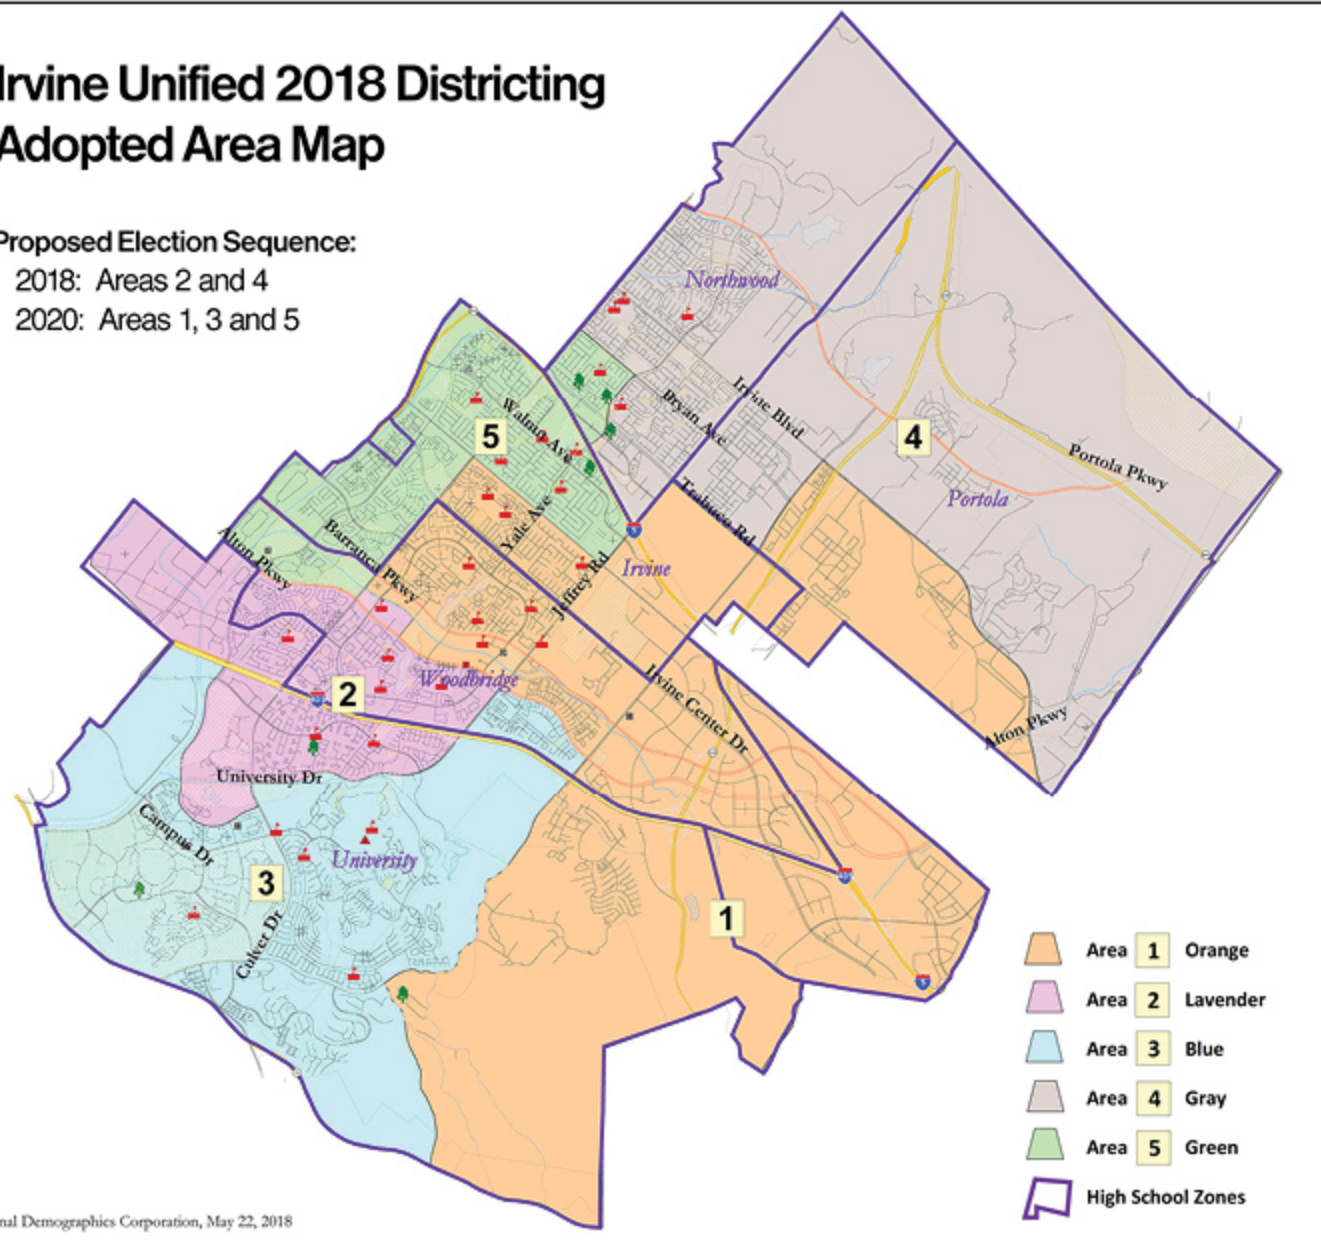 Irvine Unified 2018 Districting
Adopted Area Map
Proposed Election Sequence:
2018: Areas 2 and 4
2020: Areas 1, 3 and 5
Northwood
Irvine Blvd
Bryan Ave
Walnut Ave
5
4
Portola Pkwy
Portola
Trabuco Rd
Yale Ave
Barranca Pkwy
Alton Pkwy
Jeffrey Rd
Irvine
5
Woodbridge
2
Irvine Center Dr
Alton Pkwy
University Dr
Campus Dr
University
3
Culver Dr
1
405
5
Area 1 Orange
Area 2 Lavender
Area 3 Blue
Area 4 Gray
Area 5 Green
High School Zones
Demographics Corporation, May 22, 2018